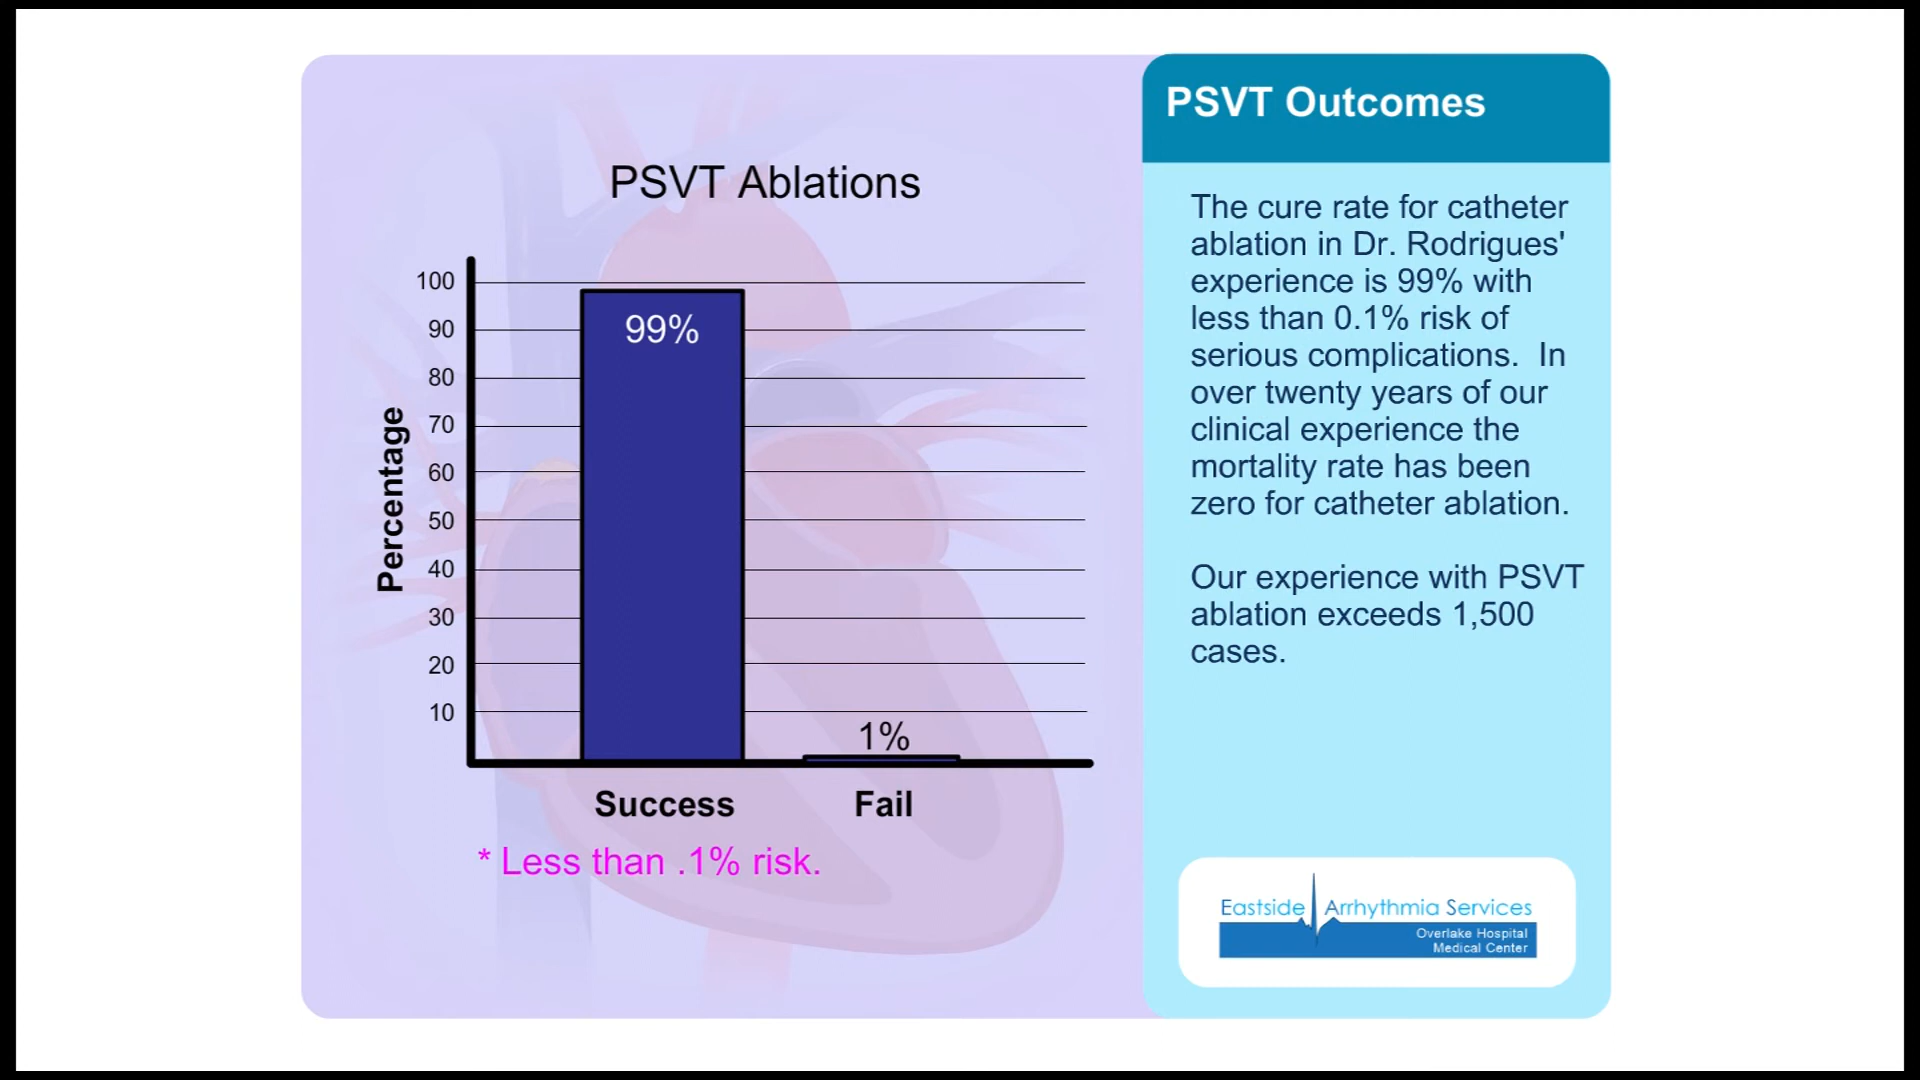 PSVT Ablations
100
90
80
70
60
50
40
30
20
10
Percentage
99%
1%
Success
Fail
* Less than .1% risk.
PSVT Outcomes
The cure rate for catheter
ablation in Dr. Rodrigues'
experience is 99% with
less than 0.1% risk of
serious complications.  In
over twenty years of our
clinical experience the
mortality rate has been
zero for catheter ablation.
Our experience with PSVT
ablation exceeds 1,500
cases.
Eastside Arrhythmia Services
Overlake Hospital
Medical Center